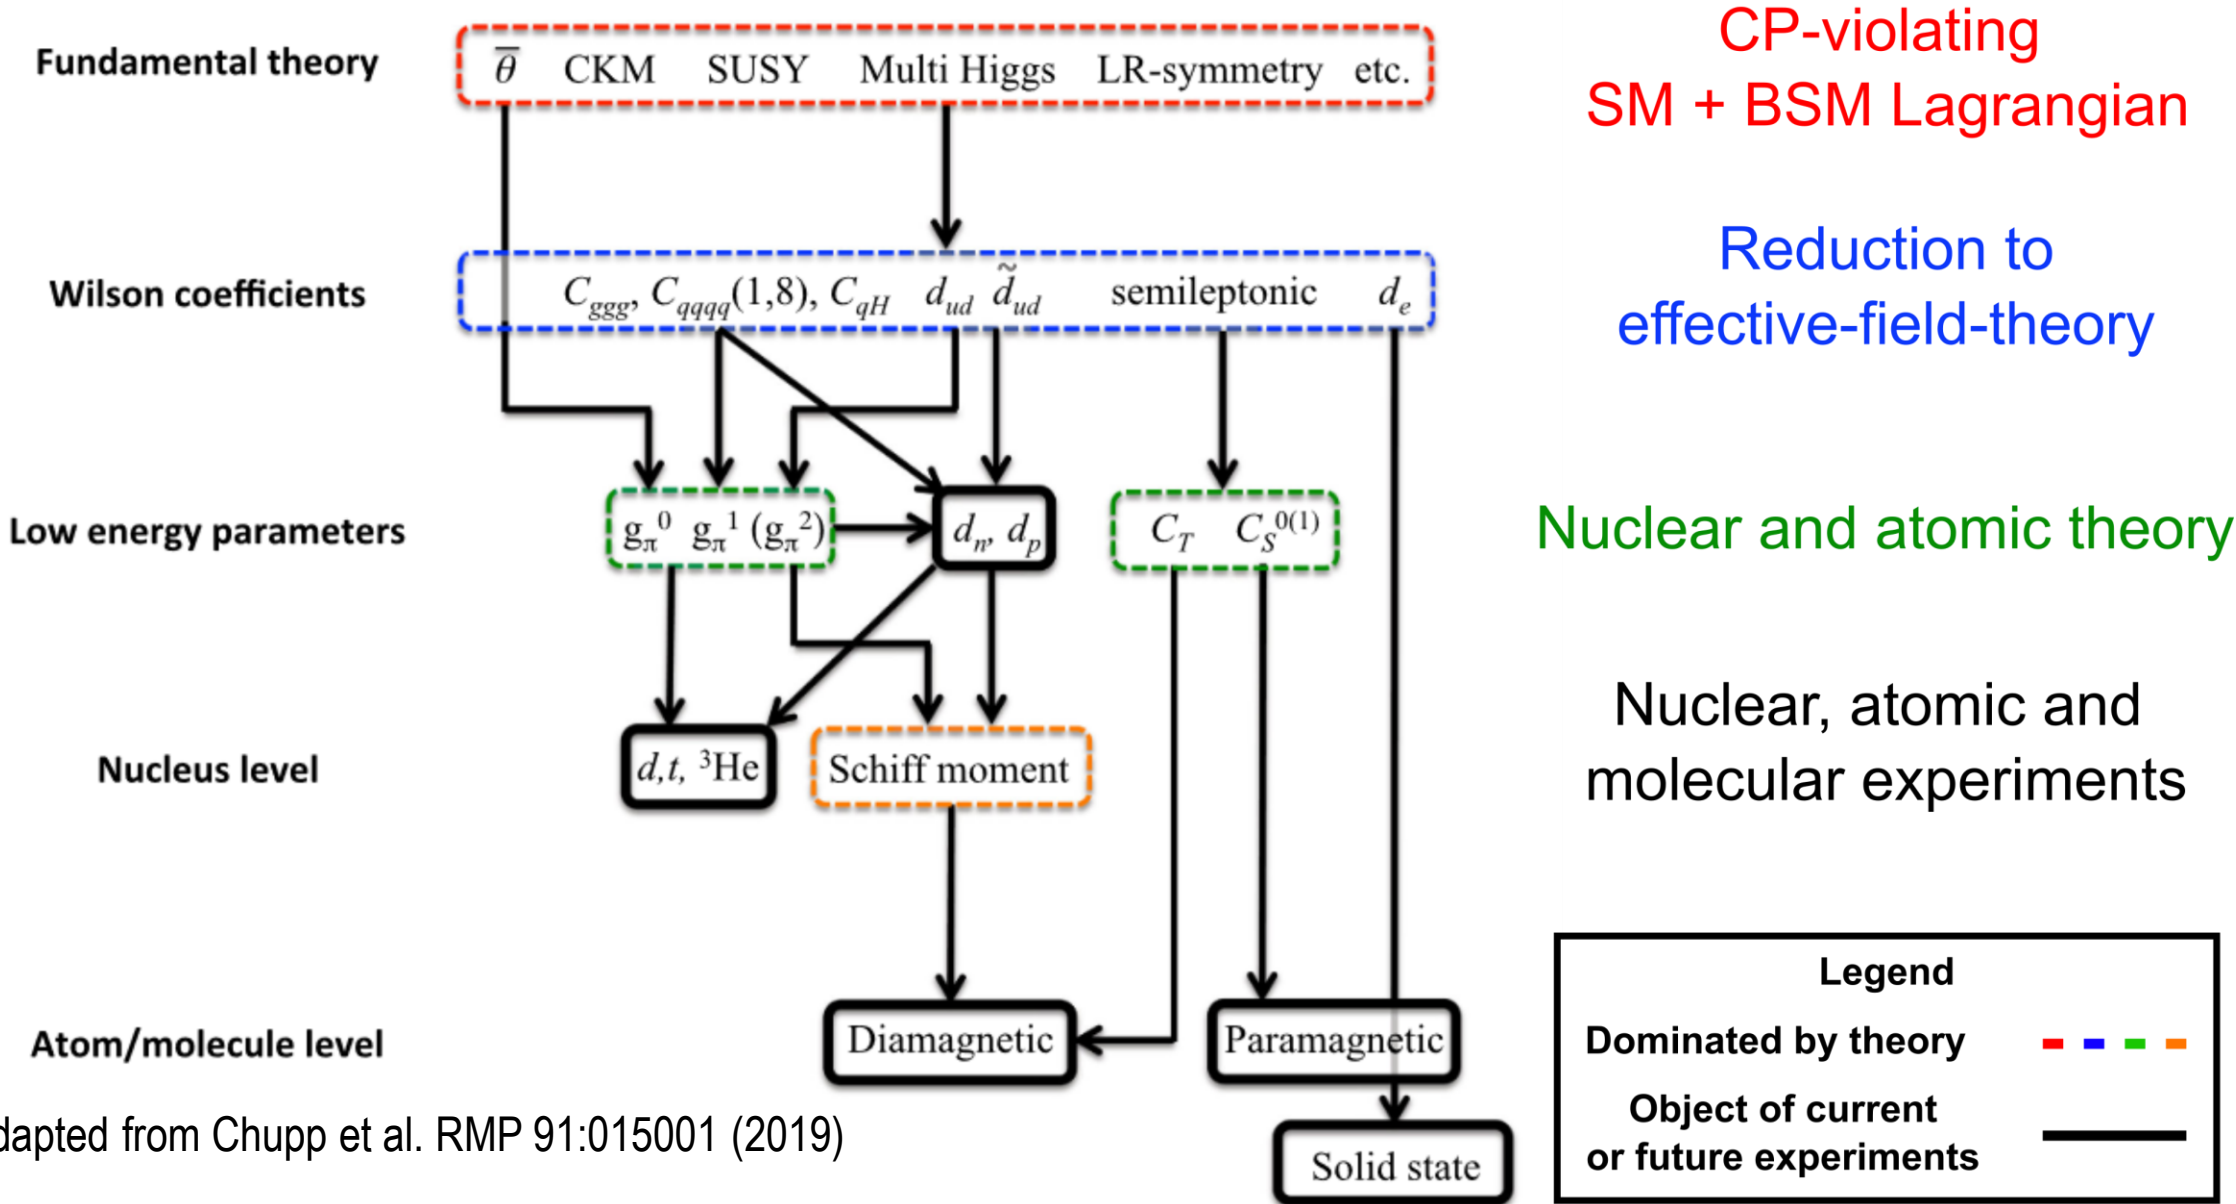 Fundamental theory
θ̅ CKM SUSY Multi Higgs LR-symmetry etc.
CP-violating
SM + BSM Lagrangian
Wilson coefficients
C_ggg, C_qqqq(1,8), C_qH d_ud d̃_ud semileptonic d_e
Reduction to
effective-field-theory
Low energy parameters
g_π^0 g_π^1 (g_π^2)
d_n, d_p
C_T C_S^0(1)
Nuclear and atomic theory
Nucleus level
d,t, ³He
Schiff moment
Nuclear, atomic and
molecular experiments
Atom/molecule level
Diamagnetic
Paramagnetic
Solid state
Legend
Dominated by theory
Object of current
or future experiments
dapted from Chupp et al. RMP 91:015001 (2019)